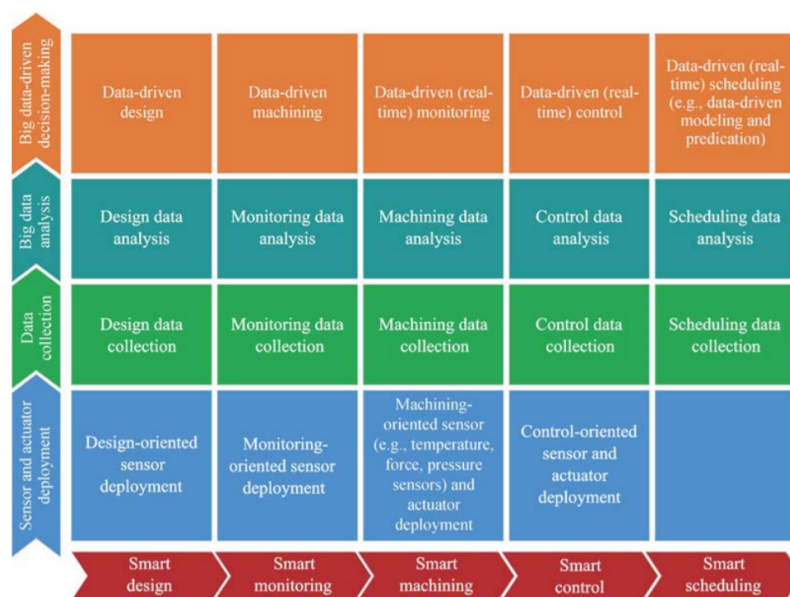 Big data-driven
decision-making
Data-driven
design
Data-driven
machining
Data-driven (real-
time) monitoring
Data-driven (real-
time) control
Data-driven (real-
time) scheduling
(e.g., data-driven
modeling and
predication)
Big data
analysis
Design data
analysis
Monitoring data
analysis
Machining data
analysis
Control data
analysis
Scheduling data
analysis
Data
collection
Design data
collection
Monitoring data
collection
Machining data
collection
Control data
collection
Scheduling data
collection
Sensor and actuator
deployment
Design-oriented
sensor
deployment
Monitoring-
oriented sensor
deployment
Machining-
oriented sensor
(e.g., temperature,
force, pressure
sensors) and
actuator
deployment
Control-oriented
sensor and
actuator
deployment
Smart
design
Smart
monitoring
Smart
machining
Smart
control
Smart
scheduling